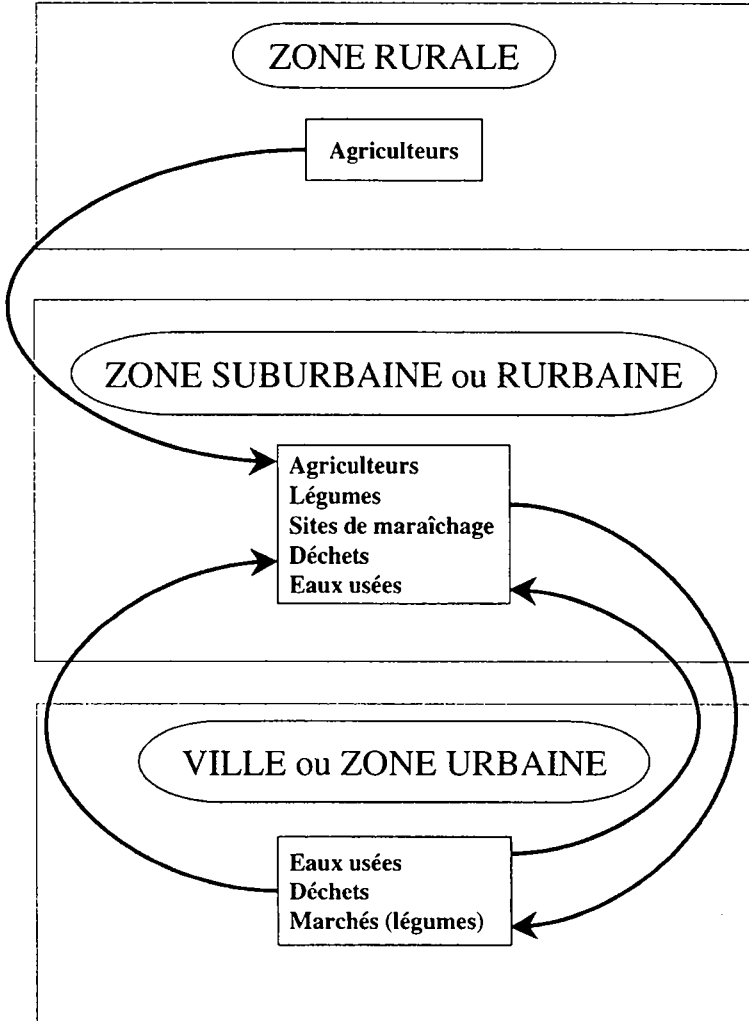 ZONE RURALE
Agriculteurs
ZONE SUBURBAINE ou RURBAINE
Agriculteurs
Légumes
Sites de maraîchage
Déchets
Eaux usées
VILLE ou ZONE URBAINE
Eaux usées
Déchets
Marchés (légumes)